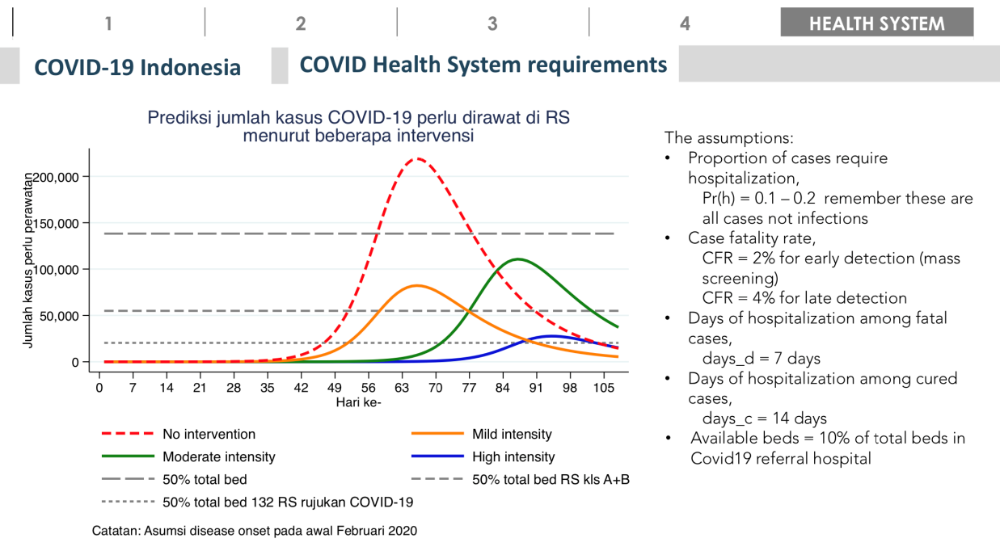 1
2
3
4
HEALTH SYSTEM
COVID-19 Indonesia
COVID Health System requirements
Prediksi jumlah kasus COVID-19 perlu dirawat di RS
menurut beberapa intervensi
Jumlah kasus perlu perawatan
200,000
150,000
100,000
50,000
0
0 7 14 21 28 35 42 49 56 63 70 77 84 91 98 105
Hari ke-
No intervention
Mild intensity
Moderate intensity
High intensity
50% total bed
50% total bed RS kls A+B
50% total bed 132 RS rujukan COVID-19
Catatan: Asumsi disease onset pada awal Februari 2020
The assumptions:
• Proportion of cases require
hospitalization,
Pr(h) = 0.1 – 0.2 remember these are
all cases not infections
• Case fatality rate,
CFR = 2% for early detection (mass
screening)
CFR = 4% for late detection
• Days of hospitalization among fatal
cases,
days_d = 7 days
• Days of hospitalization among cured
cases,
days_c = 14 days
• Available beds = 10% of total beds in
Covid19 referral hospital